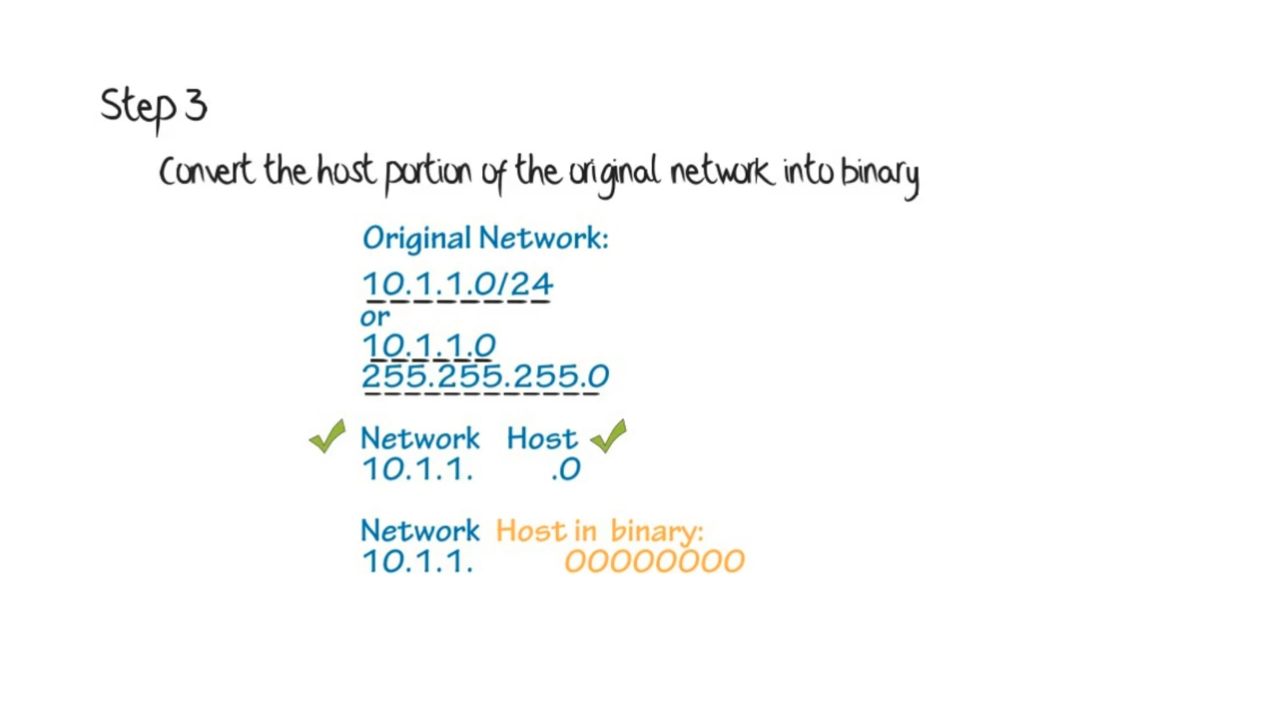 Step 3
Convert the host portion of the original network into binary
Original Network:
10.1.1.0/24
or
10.1.1.0
255.255.255.0
Network Host
10.1.1. .0
Network Host in binary:
10.1.1. 00000000